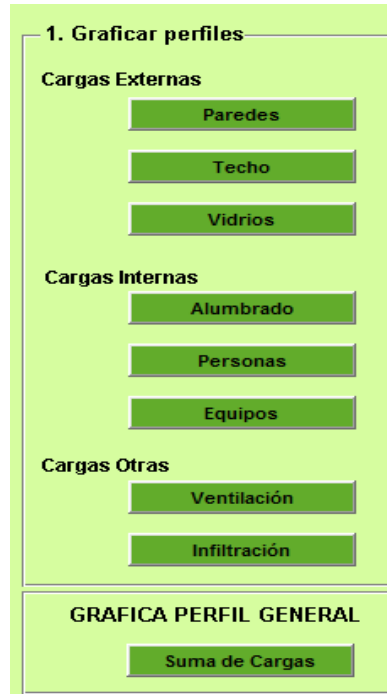 1. Graficar perfiles
Cargas Externas
Paredes
Techo
Vidrios
Cargas Internas
Alumbrado
Personas
Equipos
Cargas Otras
Ventilación
Infiltración
GRAFICA PERFIL GENERAL
Suma de Cargas